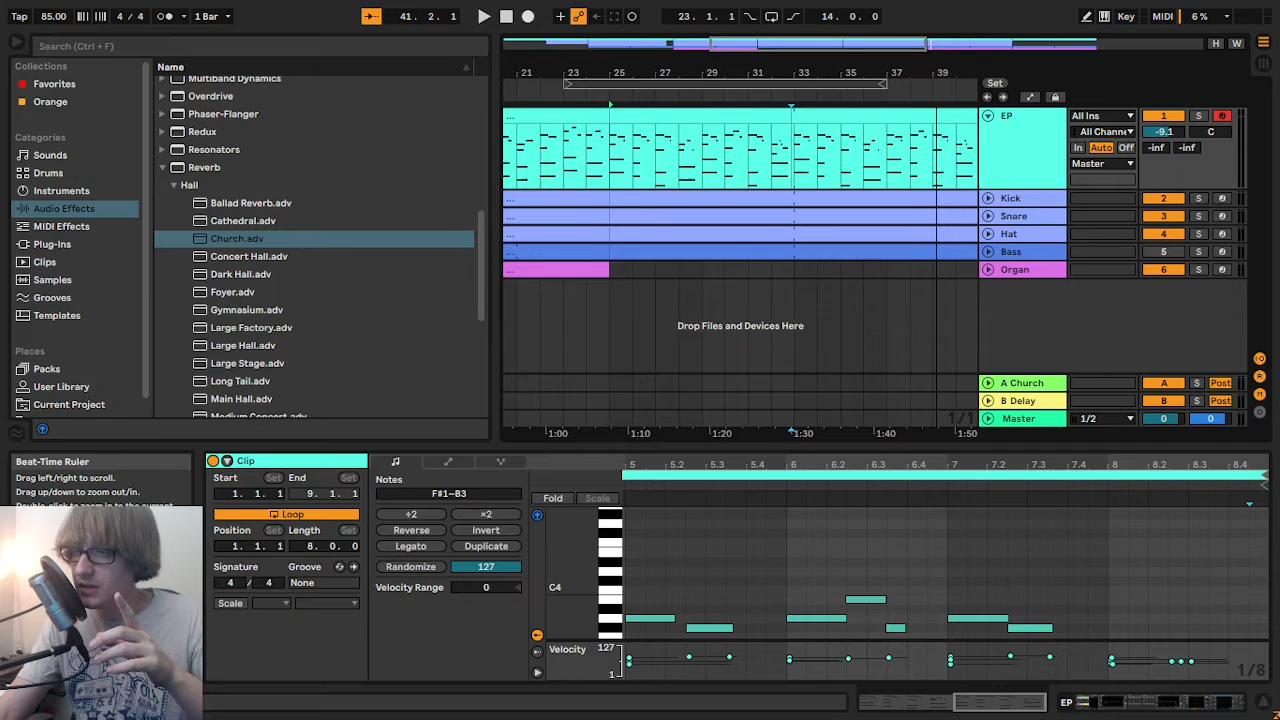 Tap 85.00 4 / 4 1 Bar 41. 2. 1 23. 1. 1 14. 0. 0 Key MIDI 6 %
Search (Ctrl + F)
H W
Collections
Favorites
Orange
Categories
Sounds
Drums
Instruments
Audio Effects
MIDI Effects
Plug-Ins
Clips
Samples
Grooves
Templates
Places
Packs
User Library
Current Project
Name
Multiband Dynamics
Overdrive
Phaser-Flanger
Redux
Resonators
Reverb
Hall
Ballad Reverb.adv
Cathedral.adv
Church.adv
Concert Hall.adv
Dark Hall.adv
Foyer.adv
Gymnasium.adv
Large Factory.adv
Large Hall.adv
Large Stage.adv
Long Tail.adv
Main Hall.adv
Medium Concert.adv
21 23 25 27 29 31 33 35 37 39
Set
EP All Ins 1 S
All Channe -9.1 C
In Auto Off -inf -inf
Master
Kick 2 S
Snare 3 S
Hat 4 S
Bass 5 S
Organ 6 S
Drop Files and Devices Here
A Church A S Post
B Delay B S Post
1/1 Master 1/2 0 0
1:00 1:10 1:20 1:30 1:40 1:50
Beat-Time Ruler
Drag left/right to scroll.
Drag up/down to zoom out/in.
Clip
Start Set End Set
1. 1. 1 9. 1. 1
Loop
Position Set Length Set
1. 1. 1 8. 0. 0
Signature Groove
4 / 4 None
Scale
Notes
F#1–B3
÷2 ×2
Reverse Invert
Legato Duplicate
Randomize 127
Velocity Range 0
5 5.2 5.3 5.4 6 6.2 6.3 6.4 7 7.2 7.3 7.4 8 8.2 8.3 8.4
Fold Scale
C4
Velocity 127
1
1/8
EP